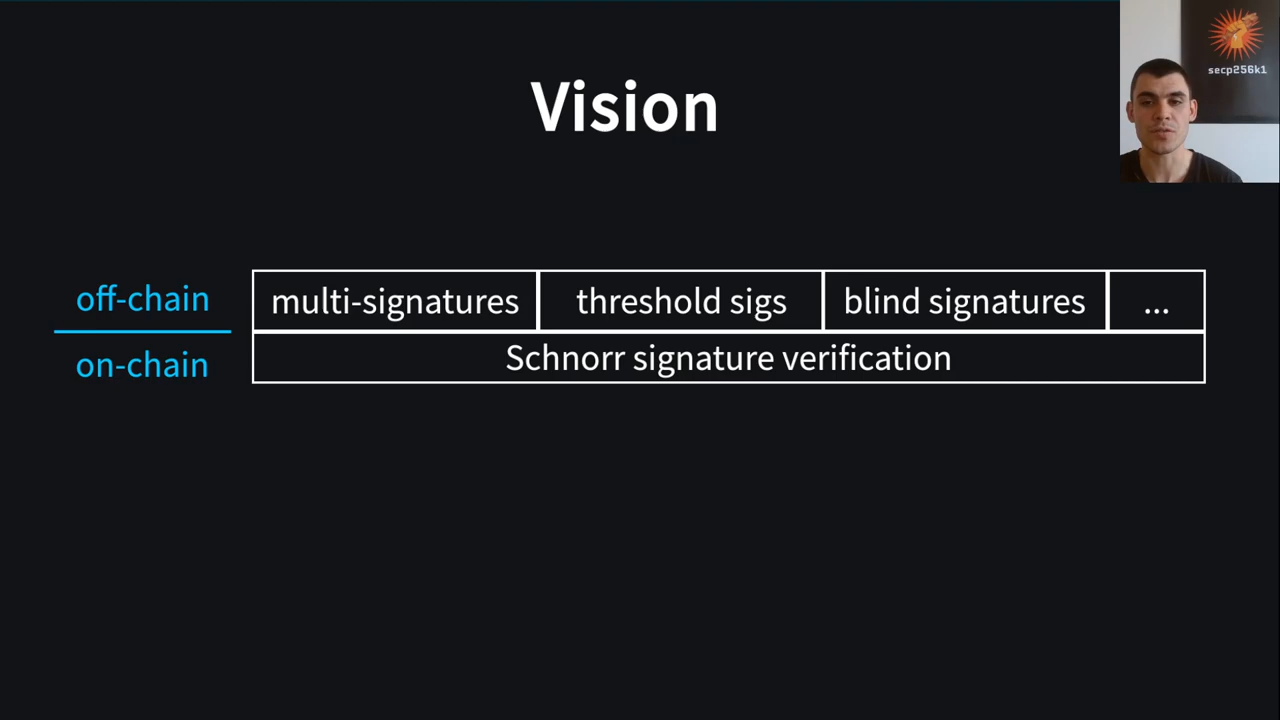 Vision
secp256k1
off-chain
multi-signatures
threshold sigs
blind signatures
...
on-chain
Schnorr signature verification